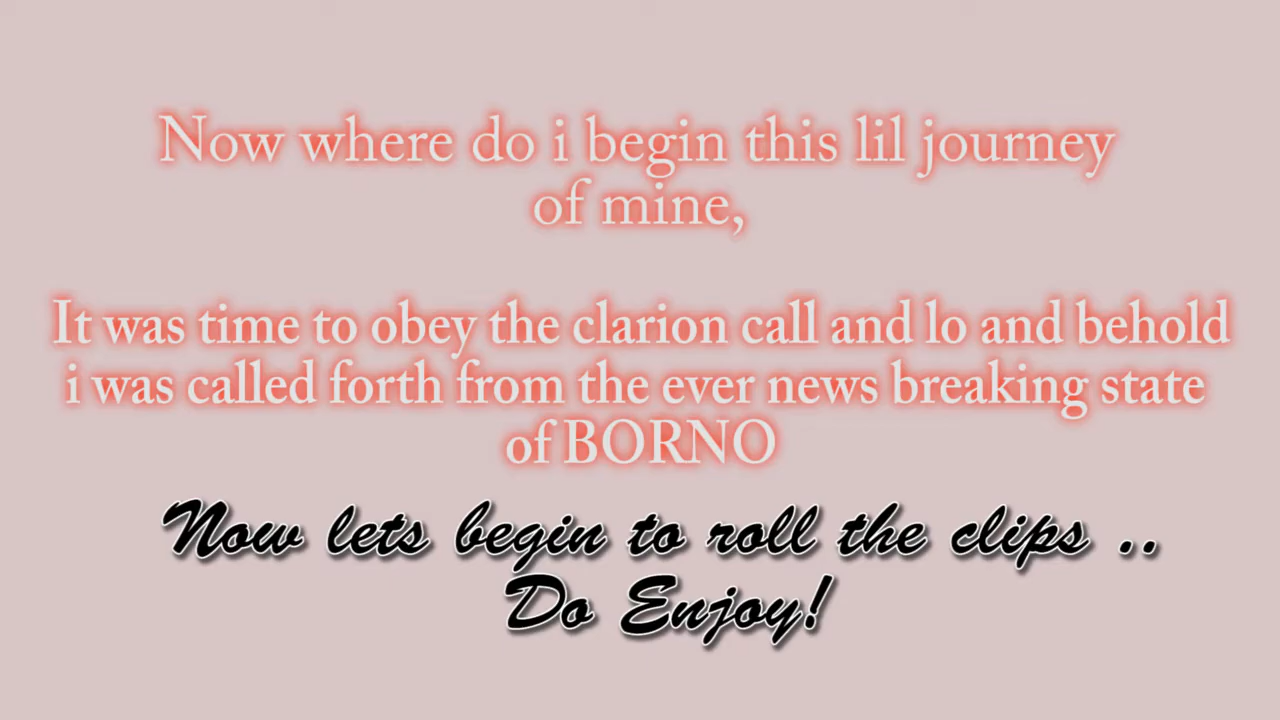 Now where do i begin this lil journey
of mine,
It was time to obey the clarion call and lo and behold
i was called forth from the ever news breaking state
of BORNO
Now lets begin to roll the clips ..
Do Enjoy!